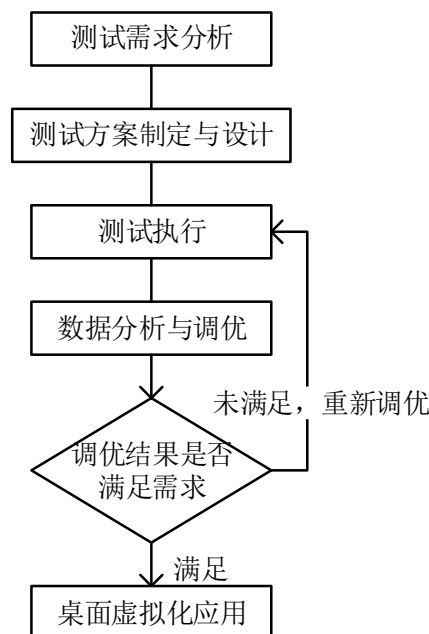 测试需求分析
测试方案制定与设计
测试执行
数据分析与调优
未满足，重新调优
调优结果是否
满足需求
满足
桌面虚拟化应用